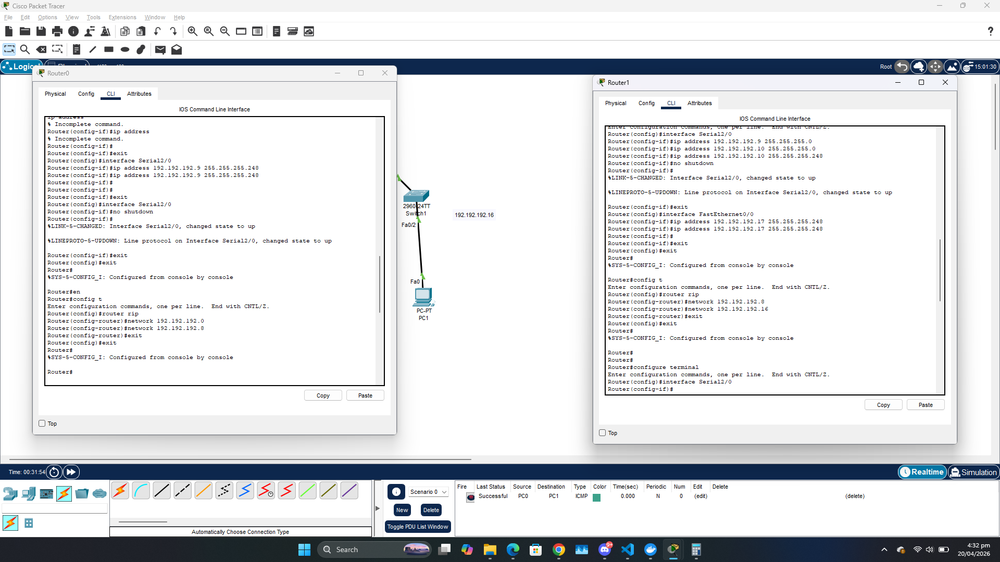 Cisco Packet Tracer
File Edit Options View Tools Extensions Window Help
Logical
Root
15:01:30
Router0
Physical Config CLI Attributes
IOS Command Line Interface
ip address
% Incomplete command.
Router(config-if)#ip address
% Incomplete command.
Router(config-if)#
Router(config-if)#exit
Router(config)#interface Serial2/0
Router(config-if)#ip address 192.192.192.9 255.255.255.248
Router(config-if)#ip address 192.192.192.9 255.255.255.248
Router(config-if)#
Router(config-if)#
Router(config-if)#exit
Router(config)#interface Serial2/0
Router(config-if)#no shutdown
Router(config-if)#
%LINK-5-CHANGED: Interface Serial2/0, changed state to up
%LINEPROTO-5-UPDOWN: Line protocol on Interface Serial2/0, changed state to up
Router(config-if)#exit
Router(config)#exit
Router#
%SYS-5-CONFIG_I: Configured from console by console
Router#en
Router#config t
Enter configuration commands, one per line. End with CNTL/Z.
Router(config)#router rip
Router(config-router)#network 192.192.192.0
Router(config-router)#network 192.192.192.8
Router(config-router)#exit
Router(config)#exit
Router#
%SYS-5-CONFIG_I: Configured from console by console
Router#
Copy Paste
Top
2960-24TT
Switch1
Fa0/2
192.192.192.16
Fa0
PC-PT
PC1
Router1
Physical Config CLI Attributes
IOS Command Line Interface
Enter configuration commands, one per line. End with CNTL/Z.
Router(config)#interface Serial2/0
Router(config-if)#ip address 192.192.192.9 255.255.255.0
Router(config-if)#ip address 192.192.192.10 255.255.255.0
Router(config-if)#ip address 192.192.192.10 255.255.255.248
Router(config-if)#no shutdown
Router(config-if)#
%LINK-5-CHANGED: Interface Serial2/0, changed state to up
%LINEPROTO-5-UPDOWN: Line protocol on Interface Serial2/0, changed state to up
Router(config-if)#exit
Router(config)#interface FastEthernet0/0
Router(config-if)#ip address 192.192.192.17 255.255.255.248
Router(config-if)#ip address 192.192.192.17 255.255.255.248
Router(config-if)#
Router(config-if)#exit
Router(config)#exit
Router#
%SYS-5-CONFIG_I: Configured from console by console
Router#config t
Enter configuration commands, one per line. End with CNTL/Z.
Router(config)#router rip
Router(config-router)#network 192.192.192.8
Router(config-router)#network 192.192.192.16
Router(config-router)#exit
Router(config)#exit
Router#
%SYS-5-CONFIG_I: Configured from console by console
Router#
Router#
Router#configure terminal
Enter configuration commands, one per line. End with CNTL/Z.
Router(config)#interface Serial2/0
Router(config-if)#
Copy Paste
Top
Time: 00:31:54
Realtime Simulation
Automatically Choose Connection Type
Scenario 0
New Delete
Toggle PDU List Window
Fire Last Status Source Destination Type Color Time(sec) Periodic Num Edit Delete
Successful PC0 PC1 ICMP 0.000 N 0 (edit) (delete)
Search
9+
4:32 pm
20/04/2026